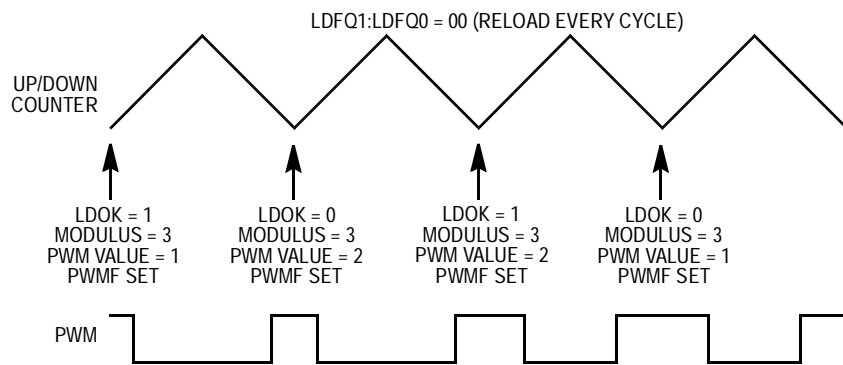 LDFQ1:LDFQ0 = 00 (RELOAD EVERY CYCLE)
UP/DOWN
COUNTER
LDOK = 1
MODULUS = 3
PWM VALUE = 1
PWMF SET
LDOK = 0
MODULUS = 3
PWM VALUE = 2
PWMF SET
LDOK = 1
MODULUS = 3
PWM VALUE = 2
PWMF SET
LDOK = 0
MODULUS = 3
PWM VALUE = 1
PWMF SET
PWM